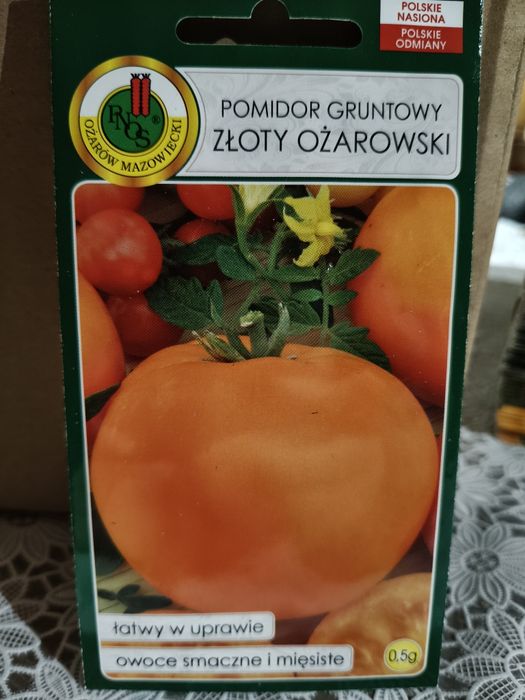 POLSKIE
NASIONA
POLSKIE
ODMIANY
PNOS
®
OŻARÓW MAZOWIECKI
POMIDOR GRUNTOWY
ZŁOTY OŻAROWSKI
łatwy w uprawie
owoce smaczne i mięsiste
0,5g